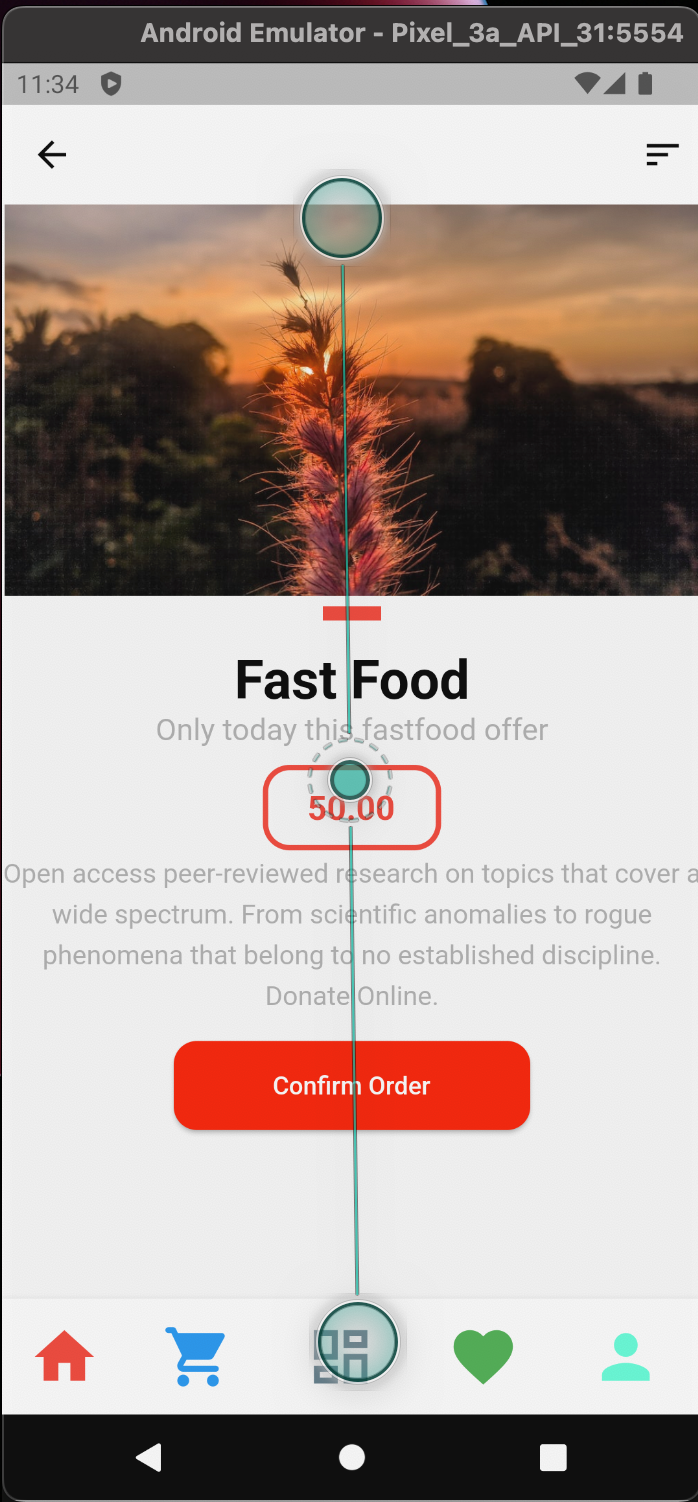 Android Emulator - Pixel_3a_API_31:5554
11:34
Fast Food
Only today this fastfood offer
50.00
Open access peer-reviewed research on topics that cover a
wide spectrum. From scientific anomalies to rogue
phenomena that belong to no established discipline.
Donate Online.
Confirm Order